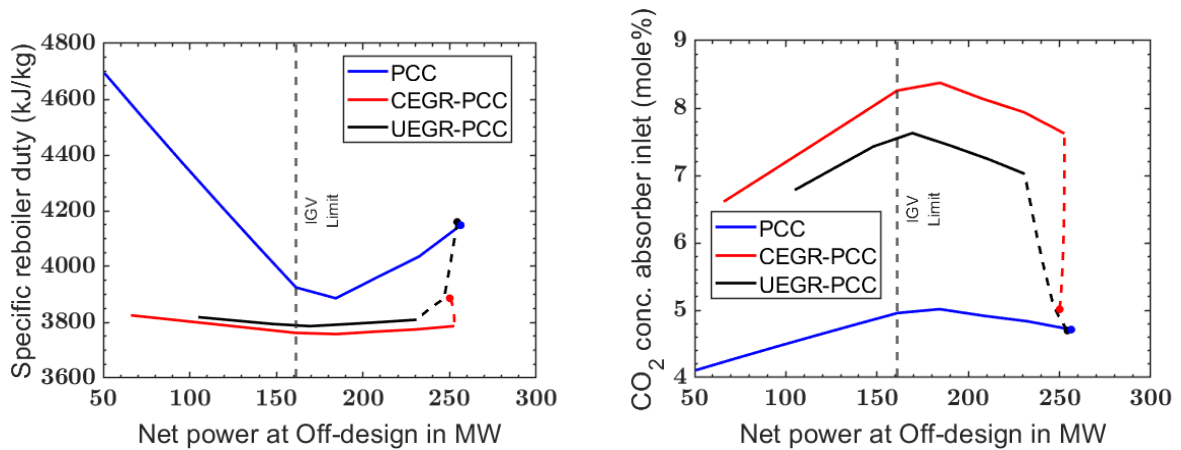 4800
4600
4400
4200
4000
3800
3600
Specific reboiler duty (kJ/kg)
PCC
CEGR-PCC
UEGR-PCC
IGV
Limit
50
100
150
200
250
300
Net power at Off-design in MW
9
8
7
6
5
4
CO2 conc. absorber inlet (mole%)
PCC
CEGR-PCC
UEGR-PCC
IGV
Limit
50
100
150
200
250
300
Net power at Off-design in MW